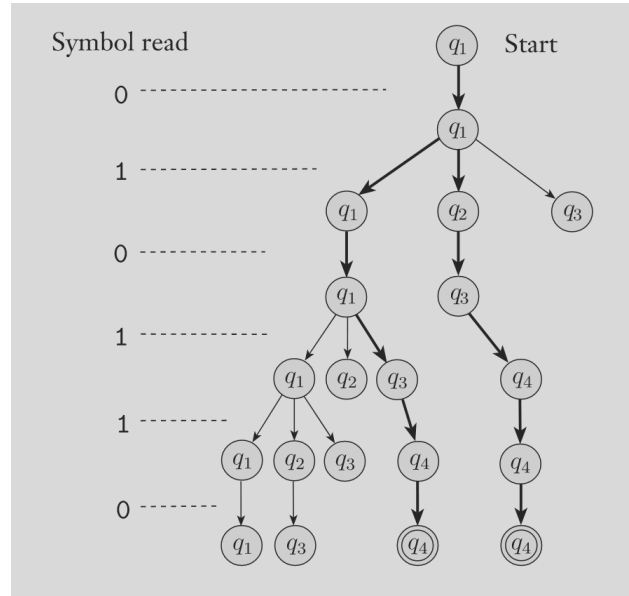 Symbol read q1 Start
0
q1
1
q1 q2 q3
0
q1 q3
1
q1 q2 q3 q4
1
q1 q2 q3 q4 q4
0
q1 q3 q4 q4